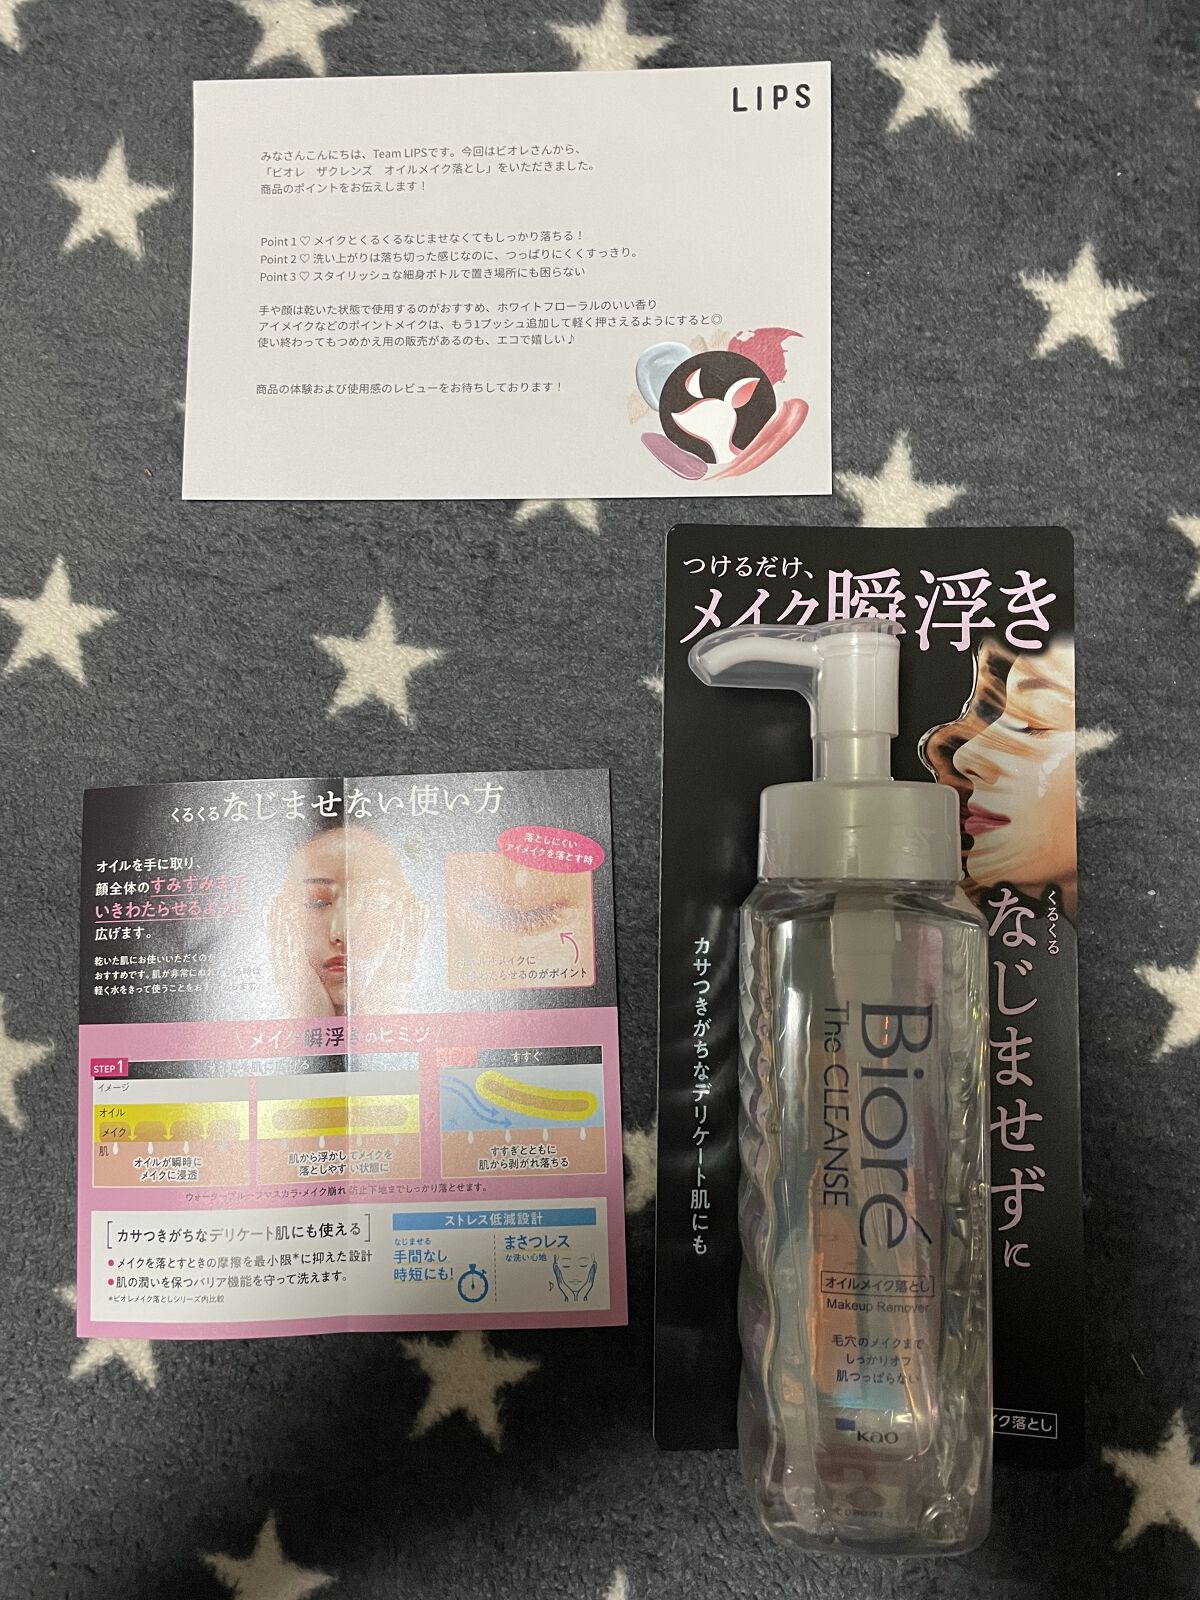 LIPS
みなさんこんにちは、Team LIPSです。今回はビオレさんから、
「ビオレ　ザクレンズ　オイルメイク落とし」をいただきました。
商品のポイントをお伝えします！
Point 1 ♡ メイクとくるくるなじませなくてもしっかり落ちる！
Point 2 ♡ 洗い上がりは落ち切った感じなのに、つっぱりにくくすっきり。
Point 3 ♡ スタイリッシュな細身ボトルで置き場所にも困らない
手や顔は乾いた状態で使用するのがおすすめ、ホワイトフローラルのいい香り
アイメイクなどのポイントメイクは、もう1プッシュ追加して軽く押さえるようにすると◎
使い終わってもつめかえ用の販売があるのも、エコで嬉しい♪
商品の体験および使用感のレビューをお待ちしております！
つけるだけ、
メイク瞬浮き
くるくる
なじませずに
カサつきがちなデリケート肌にも
Bioré
The CLEANSE
オイルメイク落とし
Makeup Remover
毛穴のメイクまで
しっかりオフ
肌つっぱらない
Kao
イク落とし
くるくるなじませない使い方
オイルを手に取り、
顔全体のすみずみまで
いきわたらせるように
広げます。
乾いた肌にお使いいただくのが
おすすめです。肌が非常に
軽く水をきって使うことを
落としにくい
アイメイクを落とす時
メイクに
らせるのがポイント
メイク瞬浮きのヒミツ
STEP1
イメージ
オイル
メイク
肌
オイルが瞬時に
メイクに浸透
肌から浮かしてメイクを
落としやすい状態に
すすぐ
水
すすぎとともに
肌から剥がれ落ちる
ウォータープルーフマスカラ・メイク崩れ防止下地までしっかり落とせます。
カサつきがちなデリケート肌にも使える
●メイクを落とすときの摩擦を最小限*に抑えた設計
●肌の潤いを保つバリア機能を守って洗えます。
*ビオレメイク落としシリーズ内比較
ストレス低減設計
なじませる
手間なし
時短にも!
まさつレス
な洗い心地